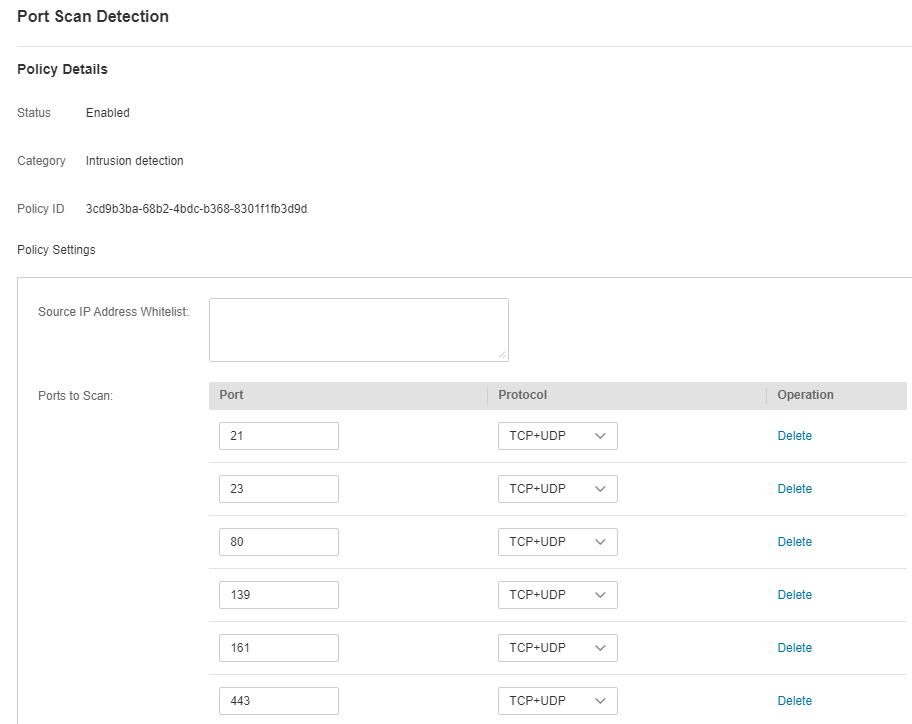 Port Scan Detection
Policy Details
Status Enabled
Category Intrusion detection
Policy ID 3cd9b3ba-68b2-4bdc-b368-8301f1fb3d9d
Policy Settings
Source IP Address Whitelist:
Ports to Scan: Port Protocol Operation
21 TCP+UDP Delete
23 TCP+UDP Delete
80 TCP+UDP Delete
139 TCP+UDP Delete
161 TCP+UDP Delete
443 TCP+UDP Delete